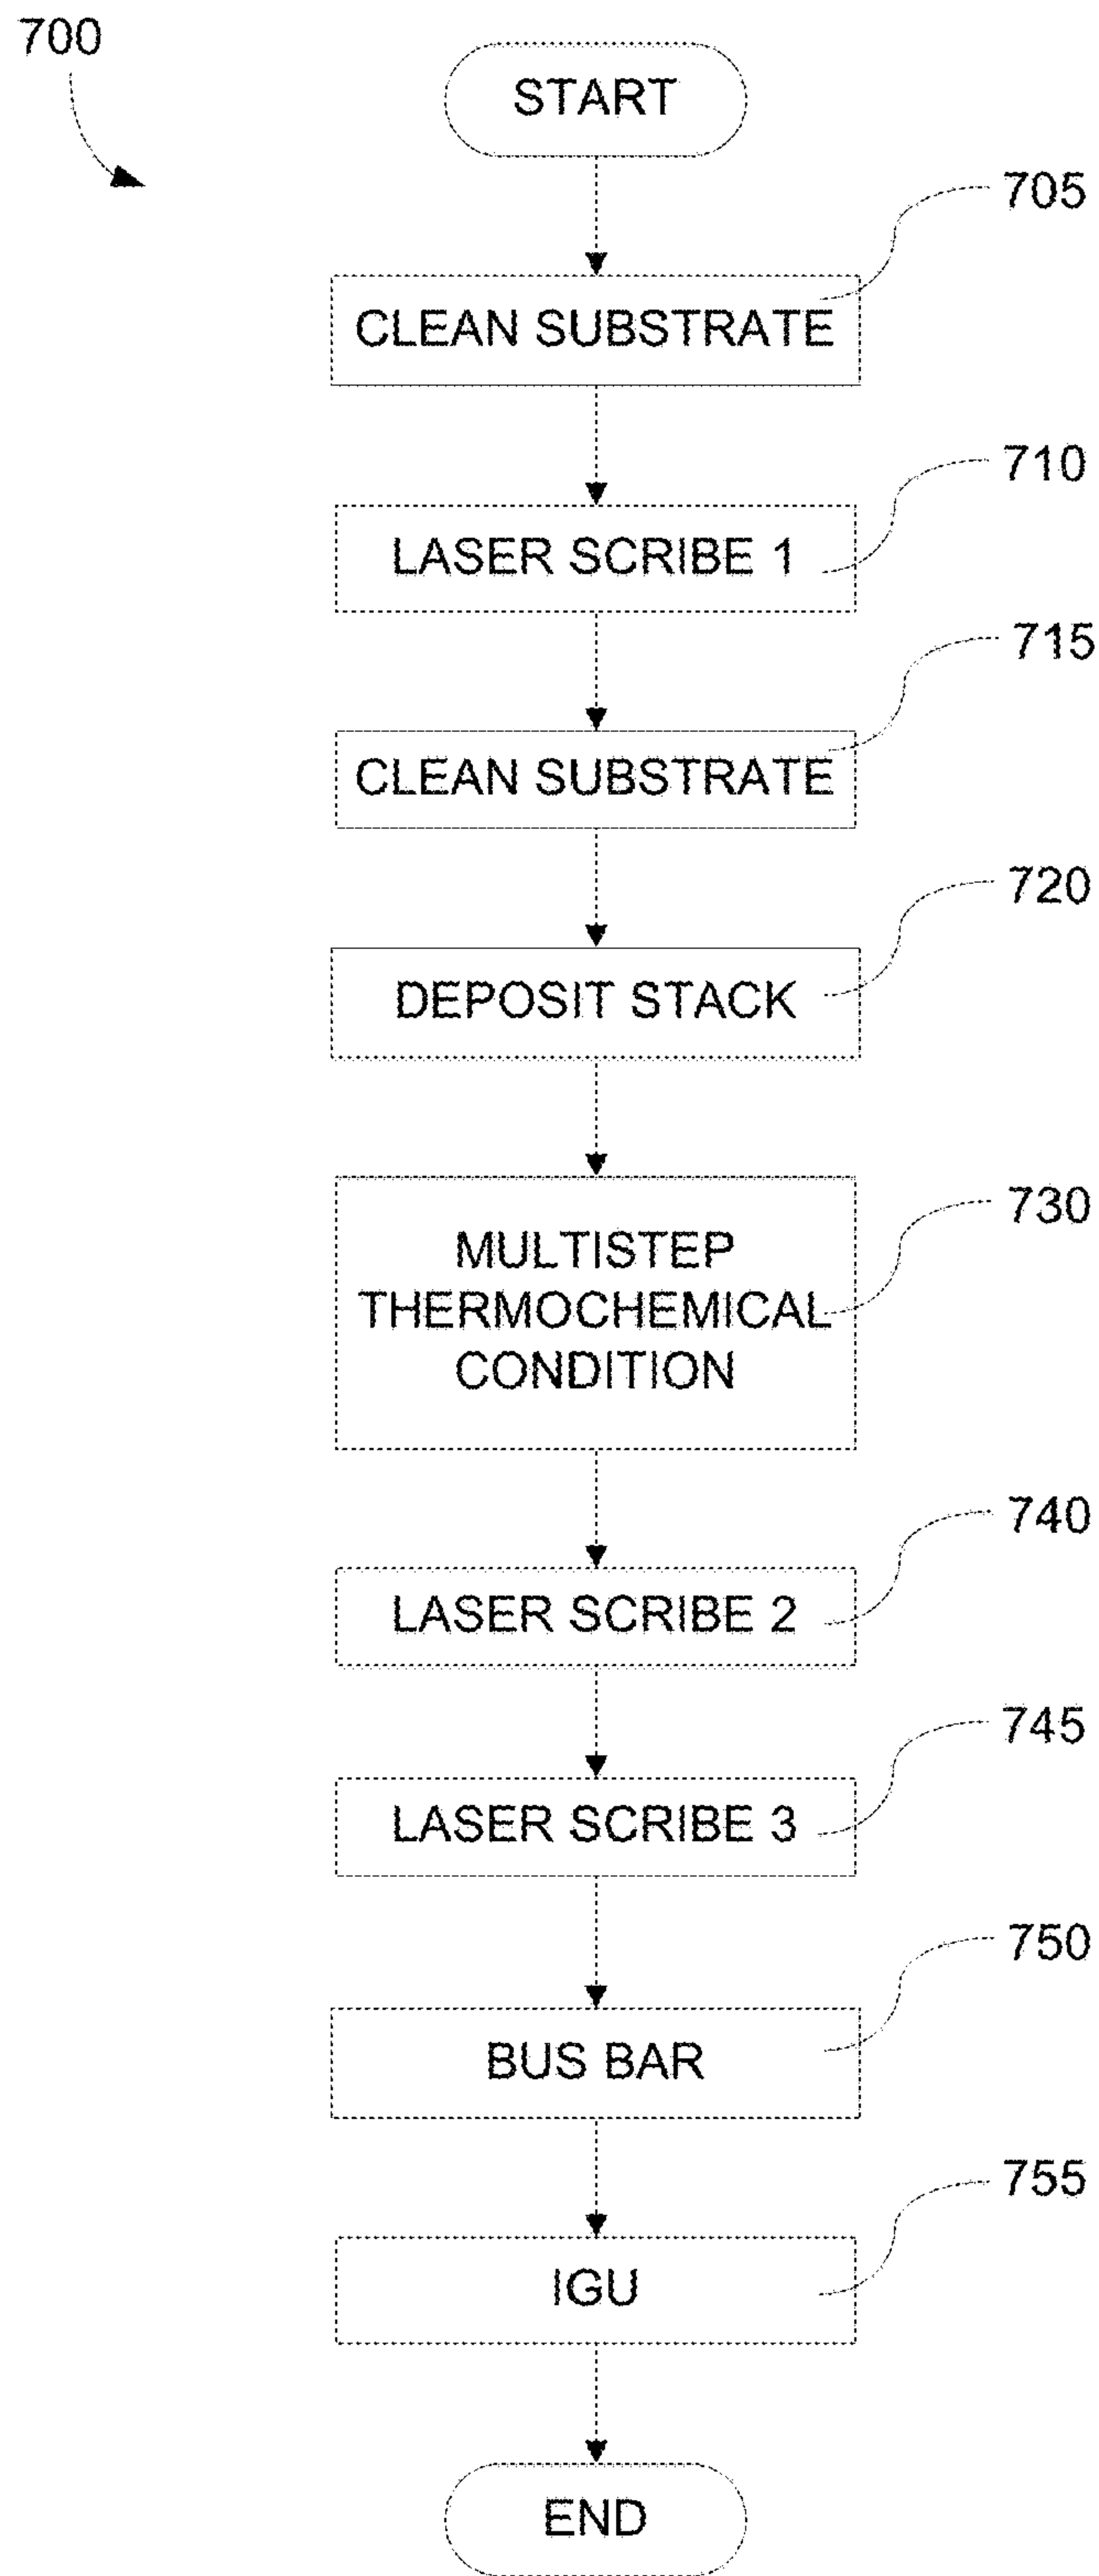 700
START
705
CLEAN SUBSTRATE
710
LASER SCRIBE 1
715
CLEAN SUBSTRATE
720
DEPOSIT STACK
730
MULTISTEP
THERMOCHEMICAL
CONDITION
740
LASER SCRIBE 2
745
LASER SCRIBE 3
750
BUS BAR
755
IGU
END